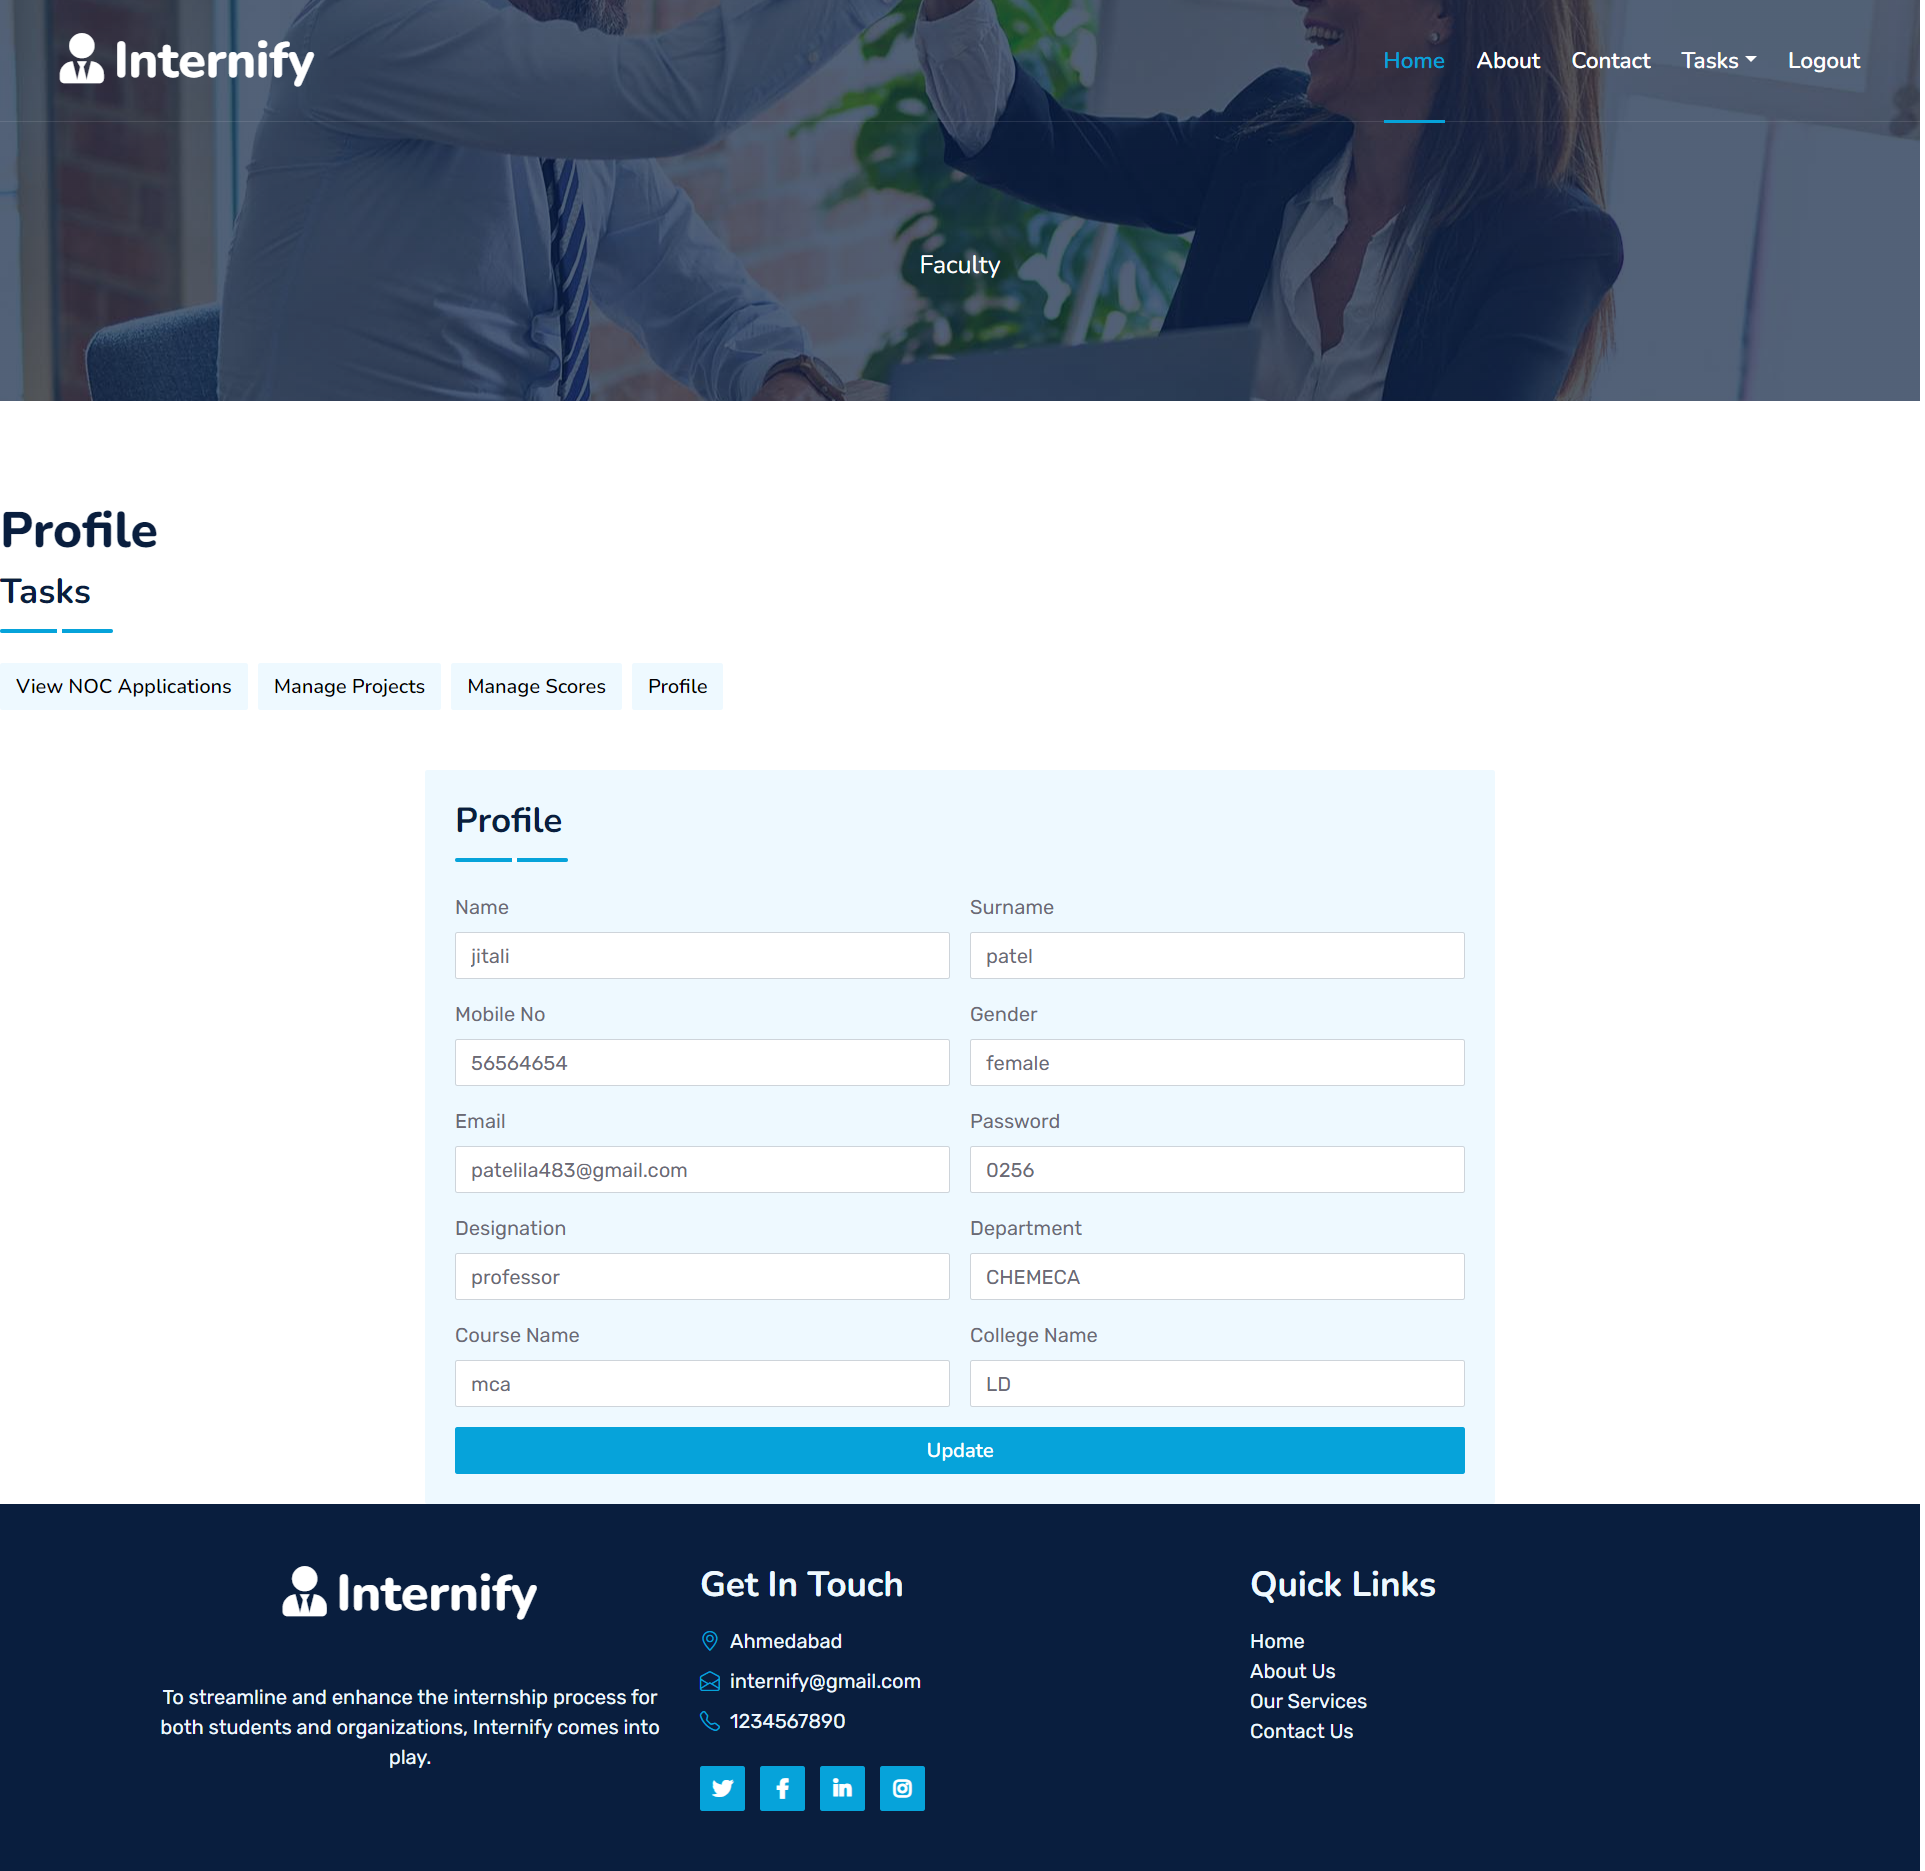 Internify
Home About Contact Tasks Logout
Faculty
Profile
Tasks
View NOC Applications Manage Projects Manage Scores Profile
Profile
Name Surname
jitali patel
Mobile No Gender
56564654 female
Email Password
patelila483@gmail.com 0256
Designation Department
professor CHEMECA
Course Name College Name
mca LD
Update
Internify
To streamline and enhance the internship process for
both students and organizations, Internify comes into
play.
Get In Touch
Ahmedabad
internify@gmail.com
1234567890
Quick Links
Home
About Us
Our Services
Contact Us